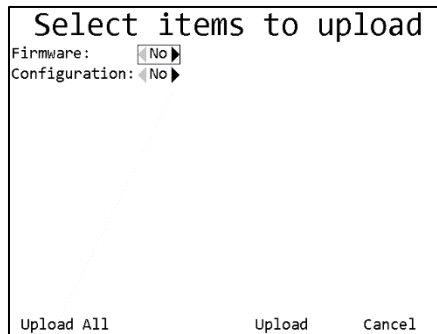 Select items to upload
Firmware: No
Configuration: No
Upload All Upload Cancel